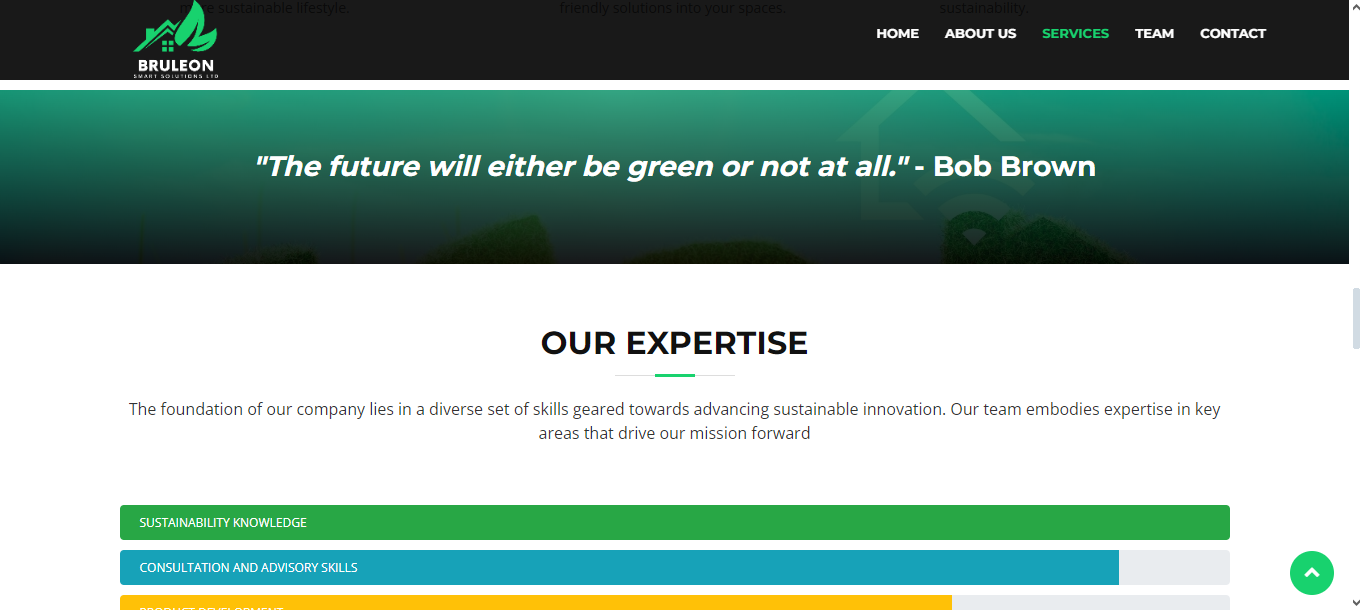 more sustainable lifestyle.
friendly solutions into your spaces.
sustainability.
BRULEON
SMART SOLUTIONS LTD
HOME
ABOUT US
SERVICES
TEAM
CONTACT
"The future will either be green or not at all." - Bob Brown
OUR EXPERTISE
The foundation of our company lies in a diverse set of skills geared towards advancing sustainable innovation. Our team embodies expertise in key
areas that drive our mission forward
SUSTAINABILITY KNOWLEDGE
CONSULTATION AND ADVISORY SKILLS
PRODUCT DEVELOPMENT